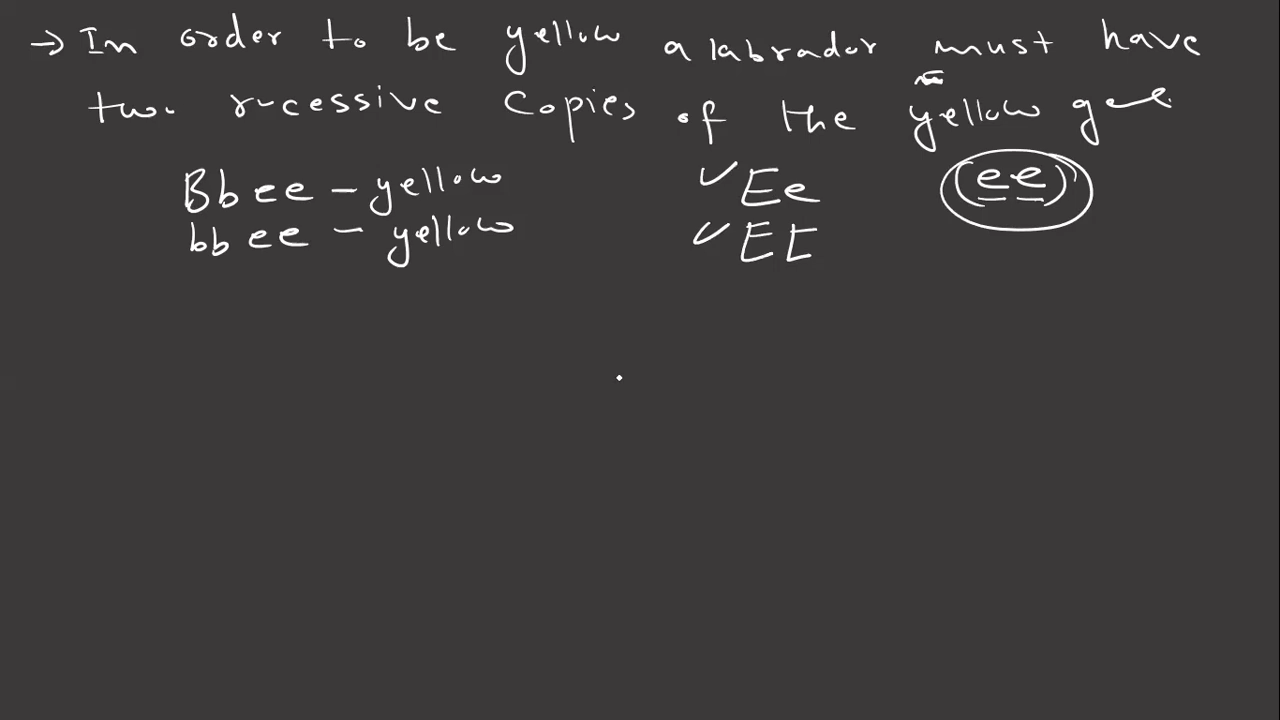 → In order to be yellow a labrador must have
two recessive copies of the yellow gene
Bbee - yellow ✓ Ee (ee)
bbee - yellow ✓ EE